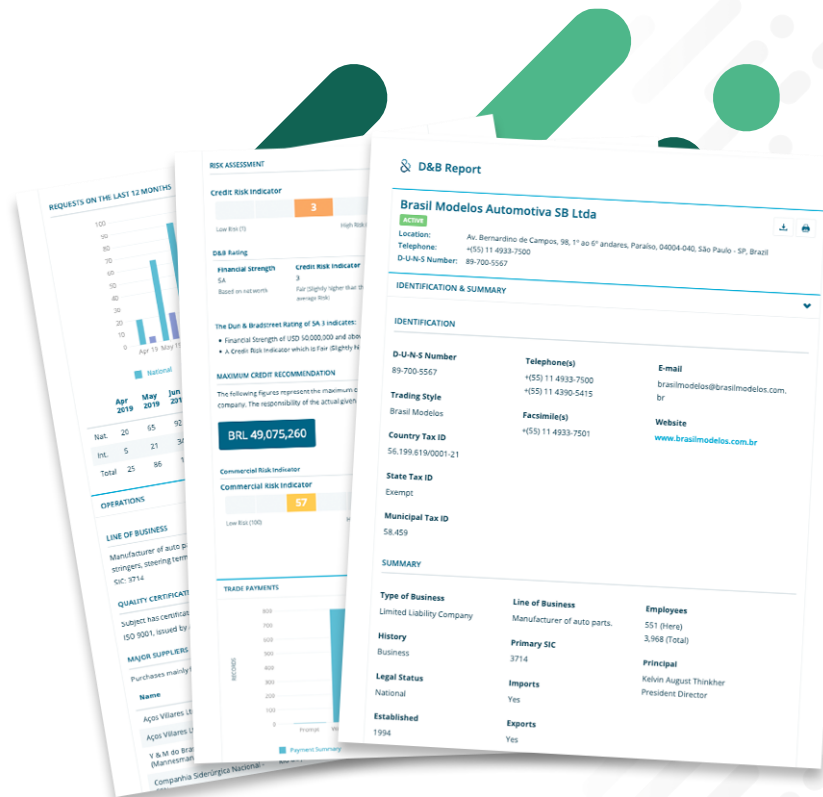 REQUESTS ON THE LAST 12 MONTHS
100
90
80
70
60
50
40
30
20
10
0
Apr 19 May 1
National
Apr 2019 May 2019 Jun 201
Nat. 20 65 92
Int. 5 21 34
Total 25 86 1
OPERATIONS
LINE OF BUSINESS
Manufacturer of auto p
stringers, steering term
SIC: 3714
QUALITY CERTIFICAT
Subject has certificat
ISO 9001, issued by
MAJOR SUPPLIERS
Purchases mainly
Name
Aços Villares Lt
Aços Villares Lt
Y & M do Bras
(Mannesman
Companhia Siderúrgica Nacional -
RISK ASSESSMENT
Credit Risk Indicator
3
Low Risk (1) High Risk
D&B Rating
Financial Strength Credit Risk Indicator
5A 3
Based on net worth Fair (Slightly higher than th
average Risk)
The Dun & Bradstreet Rating of 5A 3 indicates:
• Financial Strength of USD 50,000,000 and abov
• A Credit Risk Indicator which is Fair (Slightly
MAXIMUM CREDIT RECOMMENDATION
The following figures represent the maximum c
company. The responsibility of the actual given
BRL 49,075,260
Commercial Risk Indicator
Commercial Risk Indicator
57
Low Risk (100)
TRADE PAYMENTS
800
700
600
500
400
300
200
100
0
RECORDS
Prompt
Payment Summary
D&B Report
Brasil Modelos Automotiva SB Ltda
ACTIVE
Location: Av. Bernardino de Campos, 98, 1º ao 6º andares, Paraíso, 04004-040, São Paulo - SP, Brazil
Telephone: +(55) 11 4933-7500
D-U-N-S Number: 89-700-5567
IDENTIFICATION & SUMMARY
IDENTIFICATION
D-U-N-S Number Telephone(s) E-mail
89-700-5567 +(55) 11 4933-7500 brasilmodelos@brasilmodelos.com.
+(55) 11 4390-5415 br
Trading Style Facsimile(s) Website
Brasil Modelos +(55) 11 4933-7501 www.brasilmodelos.com.br
Country Tax ID
56.199.619/0001-21
State Tax ID
Exempt
Municipal Tax ID
58.459
SUMMARY
Type of Business Line of Business Employees
Limited Liability Company Manufacturer of auto parts. 551 (Here)
3,968 (Total)
History Primary SIC Principal
Business 3714 Kelvin August Thinkher
President Director
Legal Status Imports
National Yes
Established Exports
1994 Yes